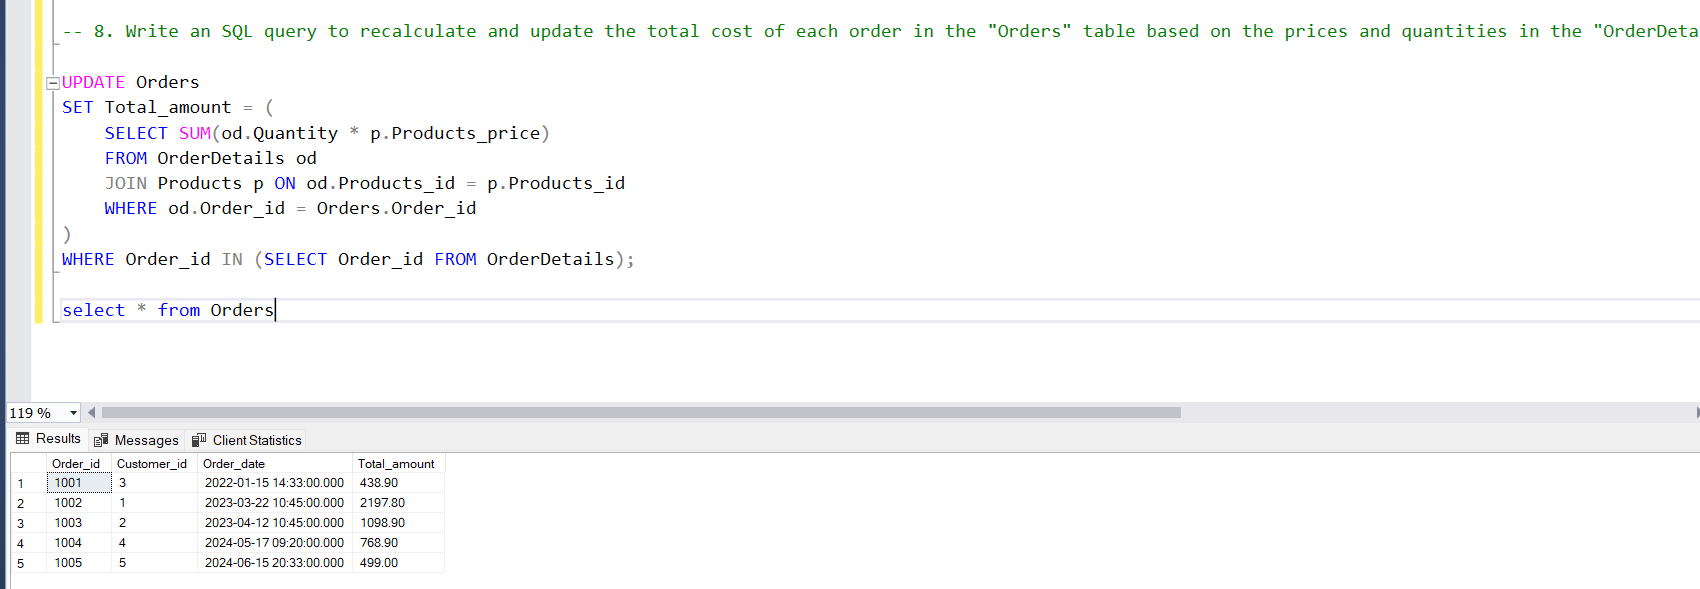 -- 8. Write an SQL query to recalculate and update the total cost of each order in the "Orders" table based on the prices and quantities in the "OrderDeta
UPDATE Orders
SET Total_amount = (
SELECT SUM(od.Quantity * p.Products_price)
FROM OrderDetails od
JOIN Products p ON od.Products_id = p.Products_id
WHERE od.Order_id = Orders.Order_id
)
WHERE Order_id IN (SELECT Order_id FROM OrderDetails);
select * from Orders
119 %
Results Messages Client Statistics
Order_id Customer_id Order_date Total_amount
1 1001 3 2022-01-15 14:33:00.000 438.90
2 1002 1 2023-03-22 10:45:00.000 2197.80
3 1003 2 2023-04-12 10:45:00.000 1098.90
4 1004 4 2024-05-17 09:20:00.000 768.90
5 1005 5 2024-06-15 20:33:00.000 499.00